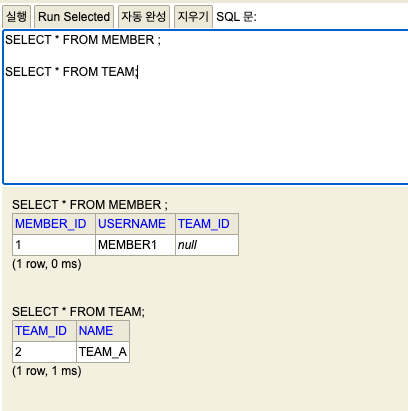 실행 Run Selected 자동 완성 지우기 SQL 문:
SELECT * FROM MEMBER ;
SELECT * FROM TEAM;
SELECT * FROM MEMBER ;
MEMBER_ID USERNAME TEAM_ID
1 MEMBER1 null
(1 row, 0 ms)
SELECT * FROM TEAM;
TEAM_ID NAME
2 TEAM_A
(1 row, 1 ms)